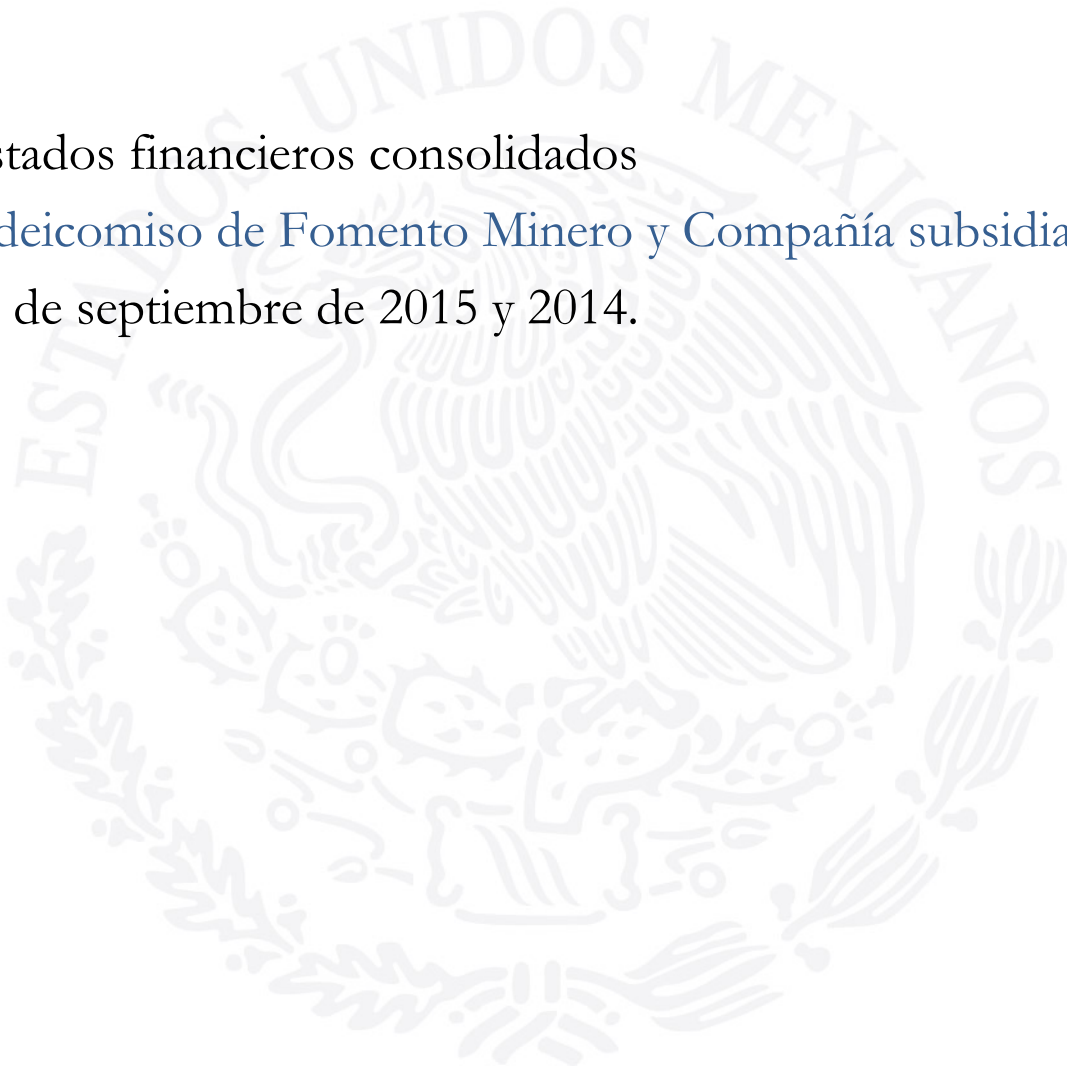 ESTADOS UNIDOS MEXICANOS
stados financieros consolidados
deicomiso de Fomento Minero y Compañía subsidia
de septiembre de 2015 y 2014.